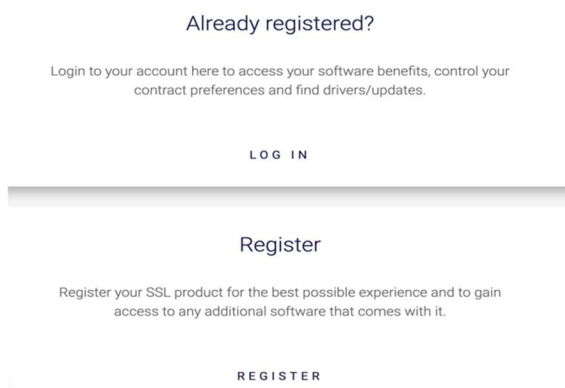 Already registered?
Login to your account here to access your software benefits, control your
contract preferences and find drivers/updates.
LOG IN
Register
Register your SSL product for the best possible experience and to gain
access to any additional software that comes with it.
REGISTER